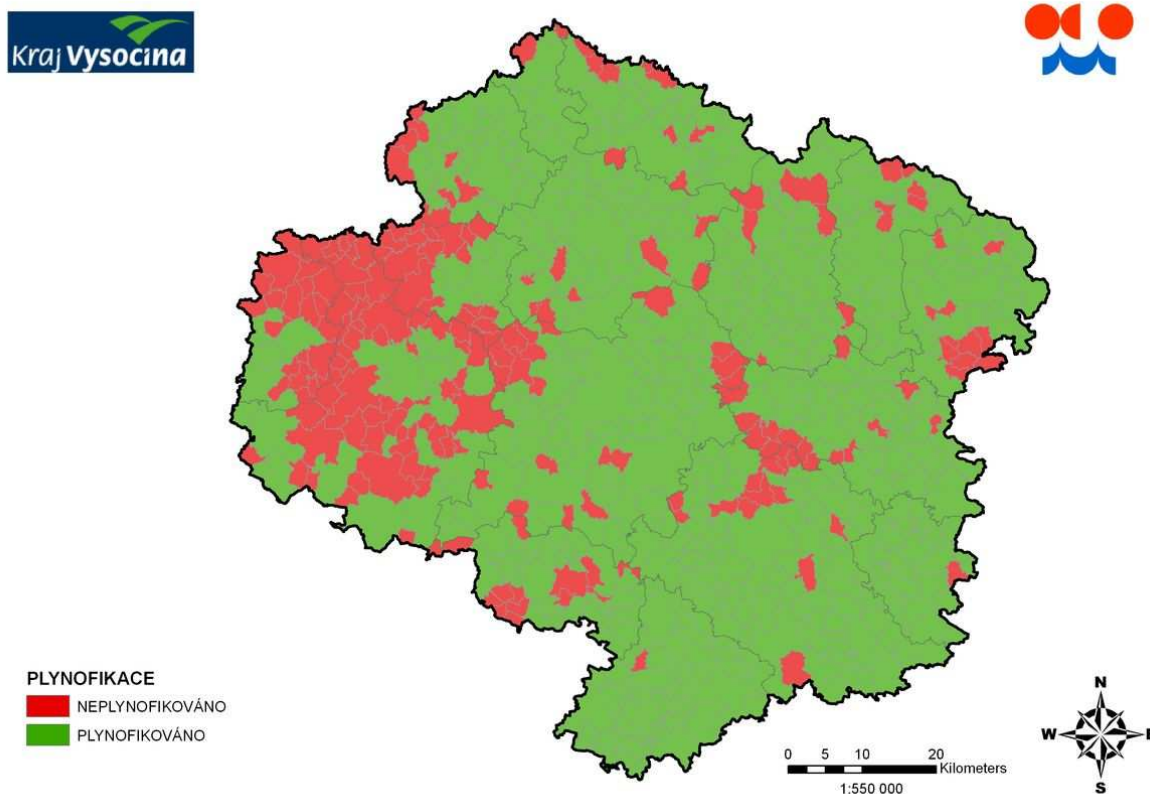 Kraj Vysočina
PLYNOFIKACE
NEPLYNOFIKOVÁNO
PLYNOFIKOVÁNO
N
W E
S
0 5 10 20
Kilometers
1:550 000